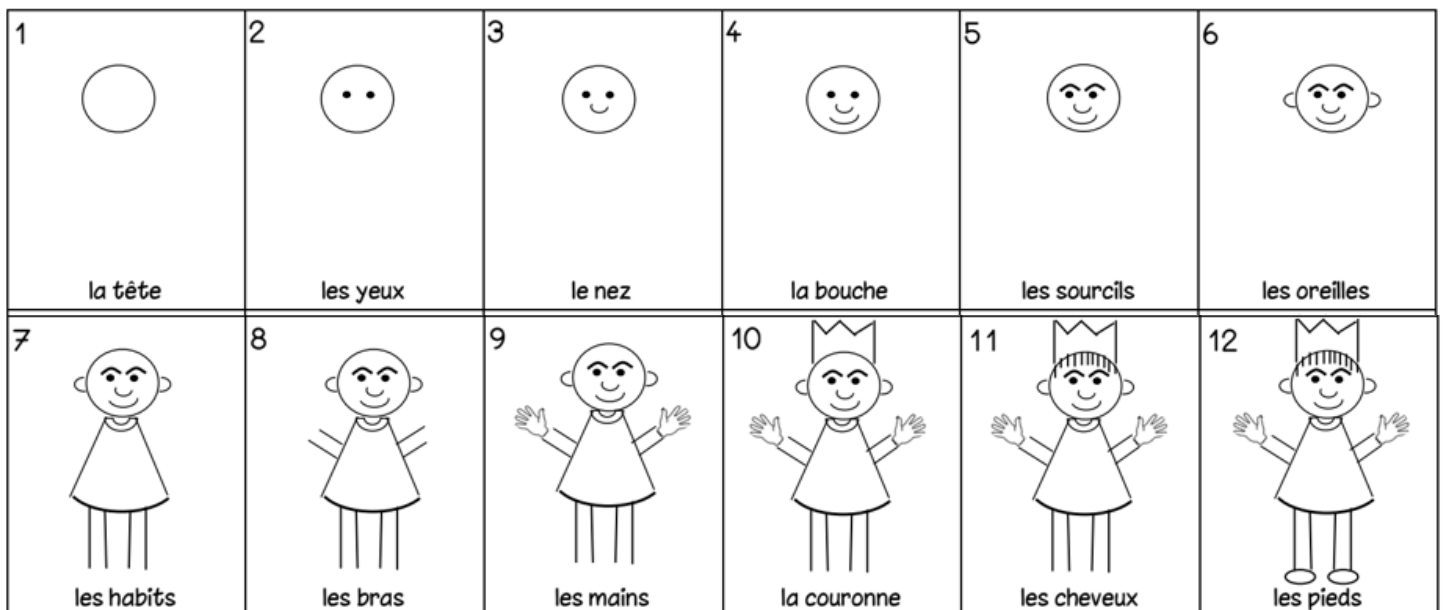 1
2
3
4
5
6
la tête
les yeux
le nez
la bouche
les sourcils
les oreilles
7
8
9
10
11
12
les habits
les bras
les mains
la couronne
les cheveux
les pieds